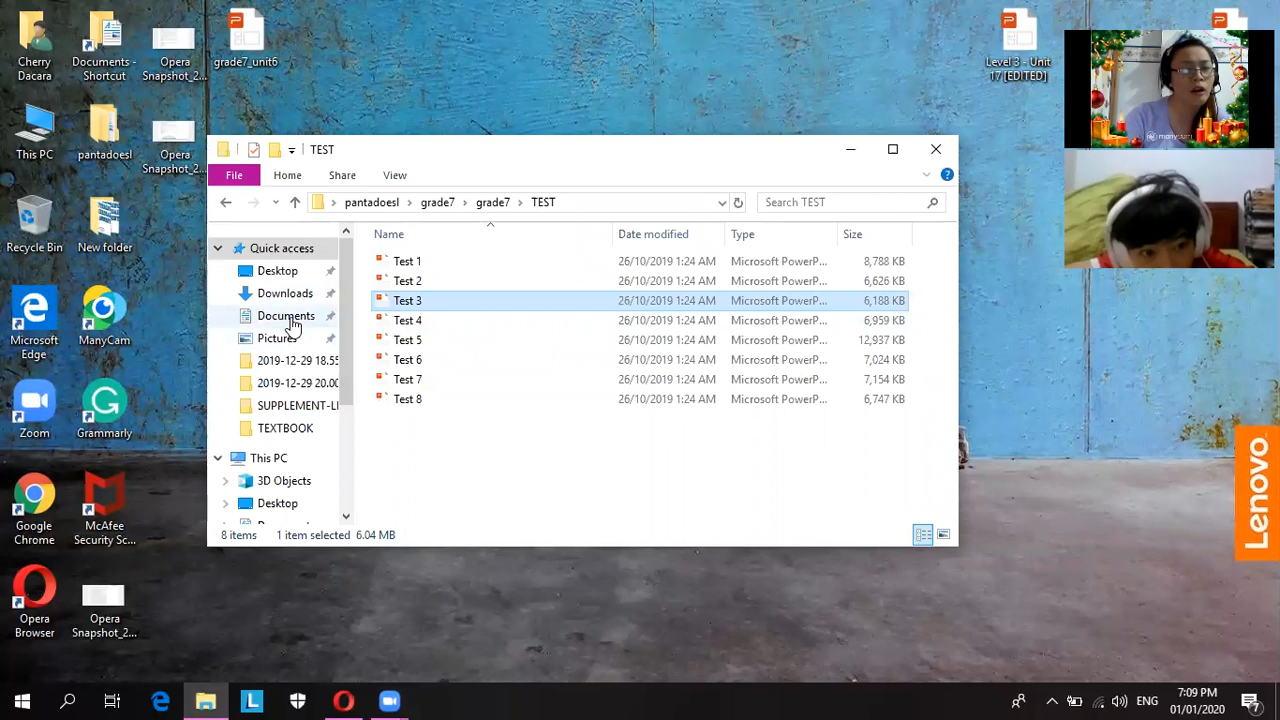 Cherry
Dacara
Documents -
Shortcut
Opera
Snapshot_2...
grade7_unit6
Level 3 - Unit
17 [EDITED]
manycam
This PC
pantadoesl
Opera
Snapshot_2...
Recycle Bin
New folder
Microsoft
Edge
ManyCam
Zoom
Grammarly
Google
Chrome
McAfee
Security Sc...
Opera
Browser
Opera
Snapshot_2...
TEST
File Home Share View
pantadoesl > grade7 > grade7 > TEST
Search TEST
Name Date modified Type Size
Test 1 26/10/2019 1:24 AM Microsoft PowerP... 8,788 KB
Test 2 26/10/2019 1:24 AM Microsoft PowerP... 6,626 KB
Test 3 26/10/2019 1:24 AM Microsoft PowerP... 6,188 KB
Test 4 26/10/2019 1:24 AM Microsoft PowerP... 6,959 KB
Test 5 26/10/2019 1:24 AM Microsoft PowerP... 12,937 KB
Test 6 26/10/2019 1:24 AM Microsoft PowerP... 7,024 KB
Test 7 26/10/2019 1:24 AM Microsoft PowerP... 7,154 KB
Test 8 26/10/2019 1:24 AM Microsoft PowerP... 6,747 KB
Quick access
Desktop
Downloads
Documents
Pictures
2019-12-29 18.55
2019-12-29 20.00
SUPPLEMENT-LI
TEXTBOOK
This PC
3D Objects
Desktop
8 items 1 item selected 6.04 MB
Lenovo
ENG
7:09 PM
01/01/2020
7